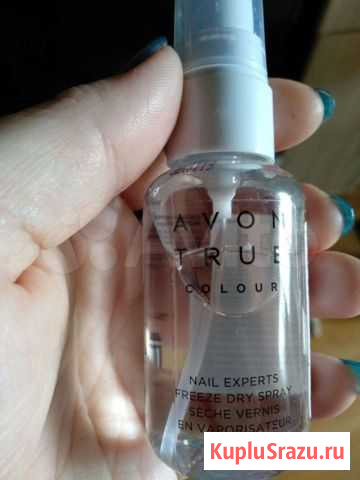 AVON
TRUE
COLOUR
NAIL EXPERTS
FREEZE DRY SPRAY
SÈCHE VERNIS
EN VAPORISATEUR
KupluSrazu.ru